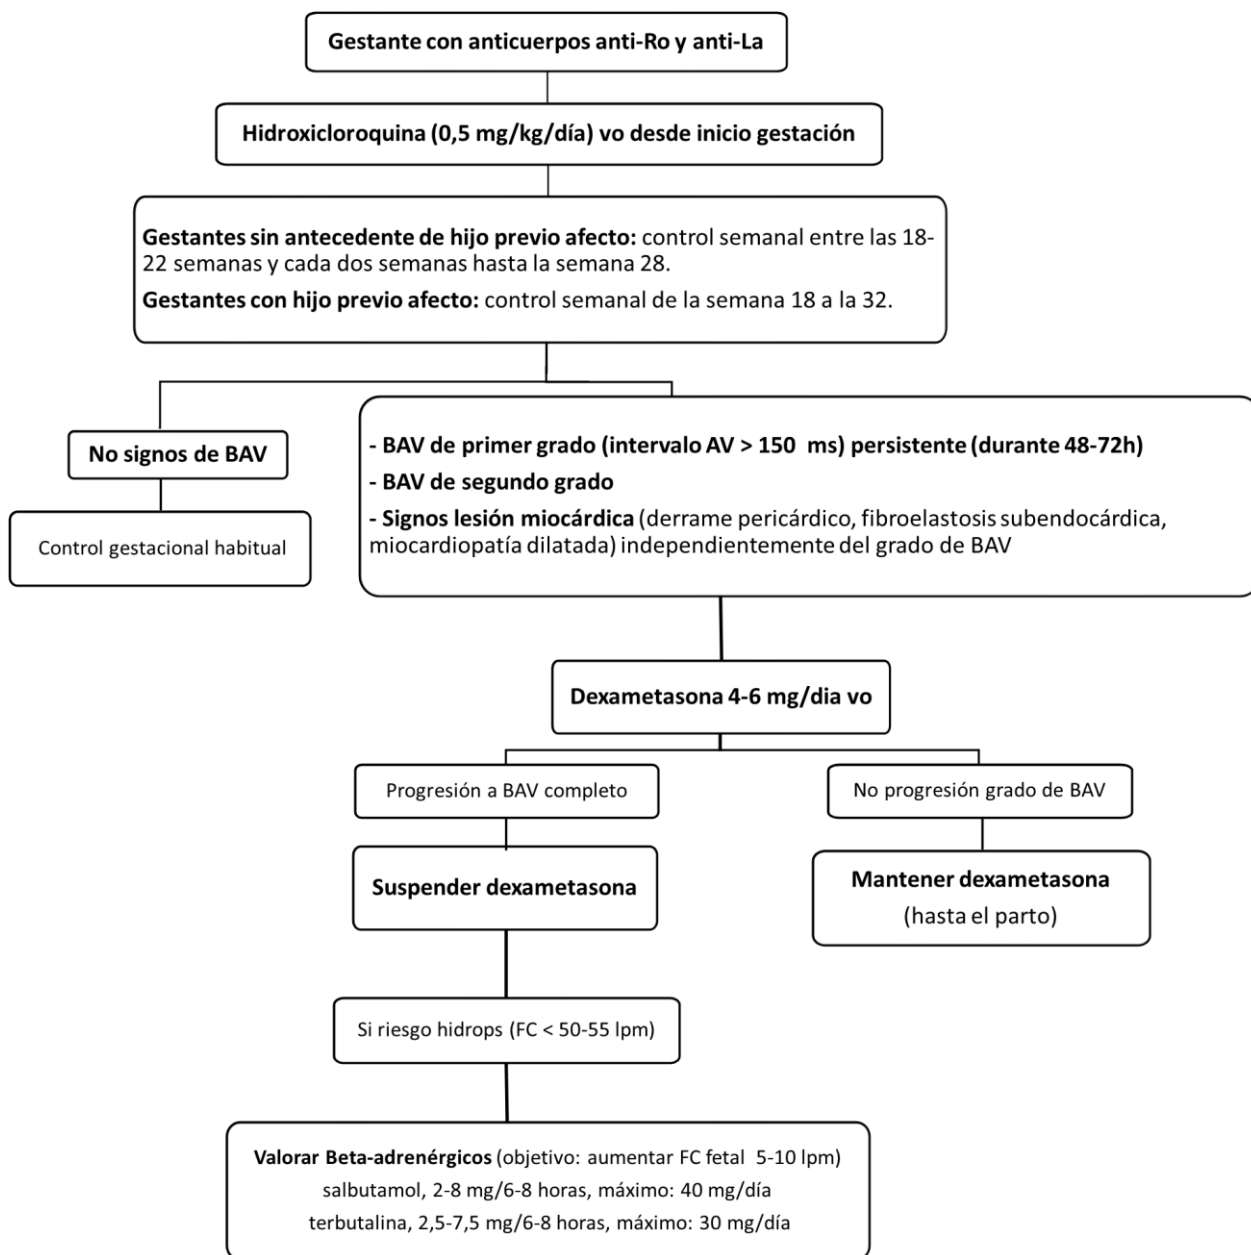 Gestante con anticuerpos anti-Ro y anti-La
Hidroxicloroquina (0,5 mg/kg/día) vo desde inicio gestación
Gestantes sin antecedente de hijo previo afecto: control semanal entre las 18-
22 semanas y cada dos semanas hasta la semana 28.
Gestantes con hijo previo afecto: control semanal de la semana 18 a la 32.
No signos de BAV
Control gestacional habitual
- BAV de primer grado (intervalo AV > 150 ms) persistente (durante 48-72h)
- BAV de segundo grado
- Signos lesión miocárdica (derrame pericárdico, fibroelastosis subendocárdica,
miocardiopatía dilatada) independientemente del grado de BAV
Dexametasona 4-6 mg/dia vo
Progresión a BAV completo
No progresión grado de BAV
Suspender dexametasona
Mantener dexametasona
(hasta el parto)
Si riesgo hidrops (FC < 50-55 lpm)
Valorar Beta-adrenérgicos (objetivo: aumentar FC fetal 5-10 lpm)
salbutamol, 2-8 mg/6-8 horas, máximo: 40 mg/día
terbutalina, 2,5-7,5 mg/6-8 horas, máximo: 30 mg/día